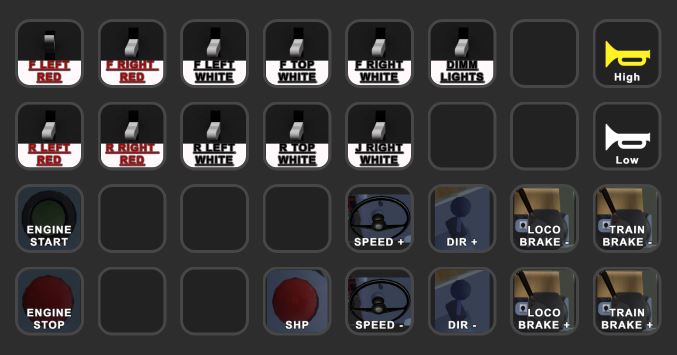 F LEFT
RED
F RIGHT
RED
F LEFT
WHITE
F TOP
WHITE
F RIGHT
WHITE
DIMM
LIGHTS
High
R LEFT
RED
R RIGHT
RED
R LEFT
WHITE
R TOP
WHITE
J RIGHT
WHITE
Low
ENGINE
START
SPEED +
DIR +
LOCO
BRAKE -
TRAIN
BRAKE -
ENGINE
STOP
SHP
SPEED -
DIR -
LOCO
BRAKE +
TRAIN
BRAKE +